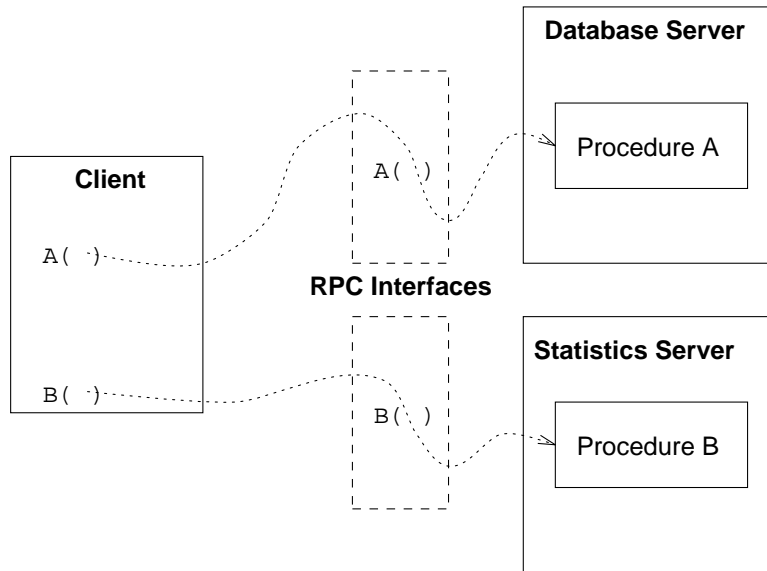 Database Server
Procedure A
Client
A( )
A( )
RPC Interfaces
Statistics Server
B( )
B( )
Procedure B